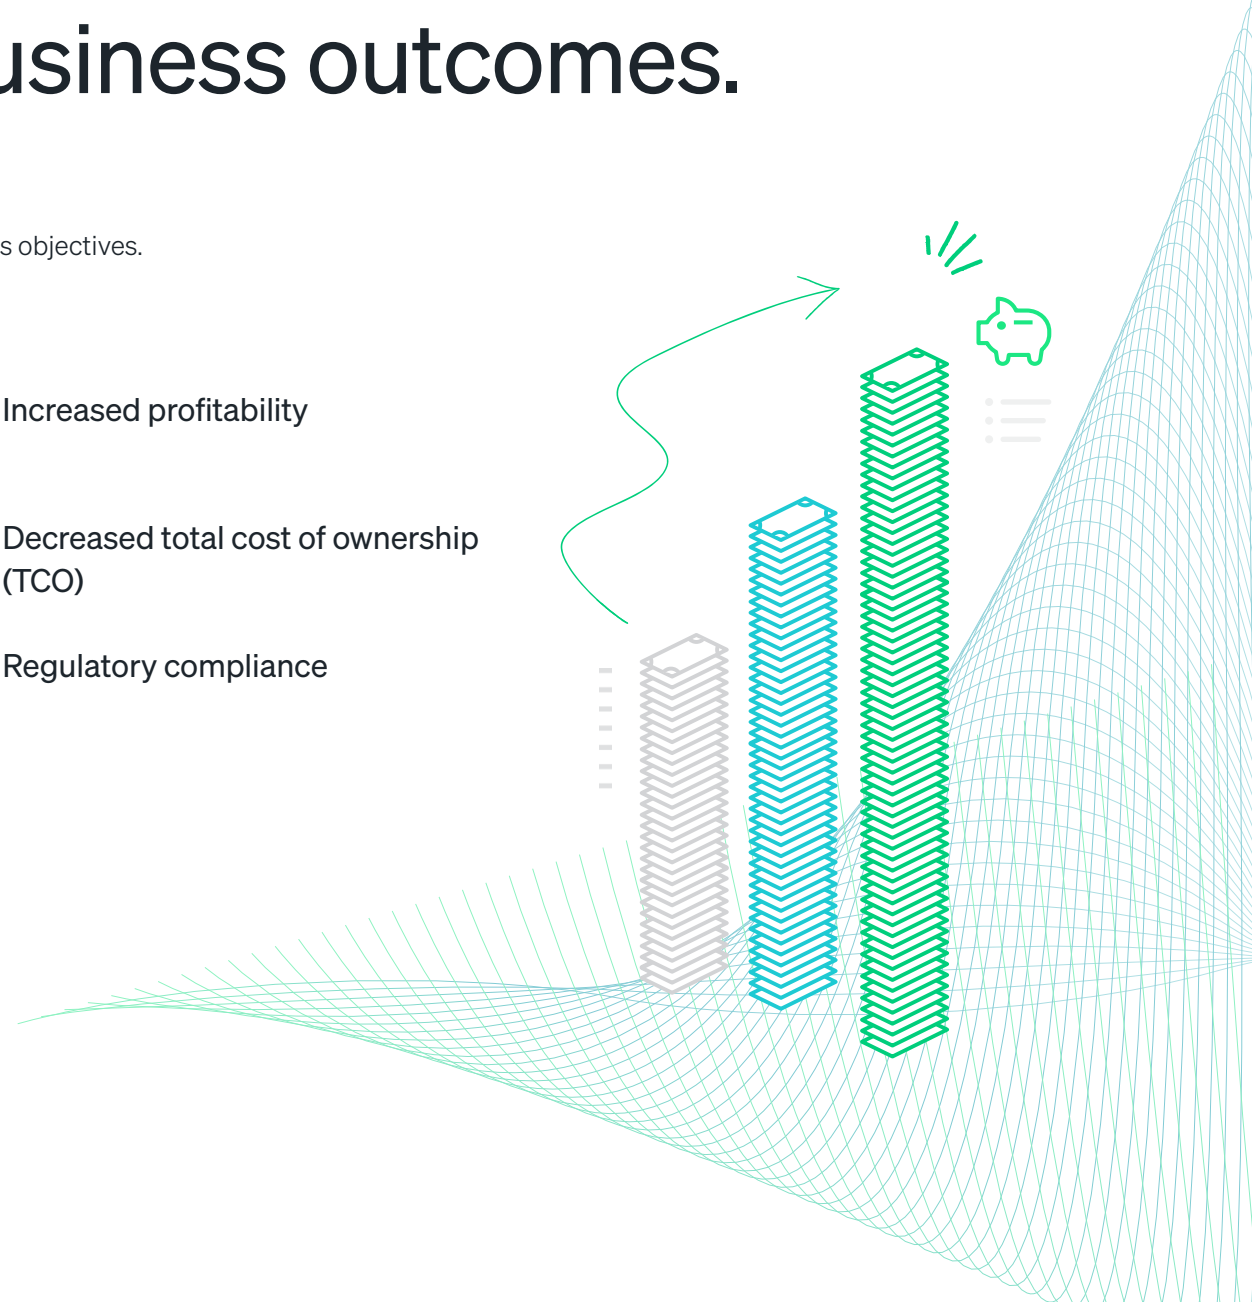 usiness outcomes.
s objectives.
Increased profitability
Decreased total cost of ownership
(TCO)
Regulatory compliance